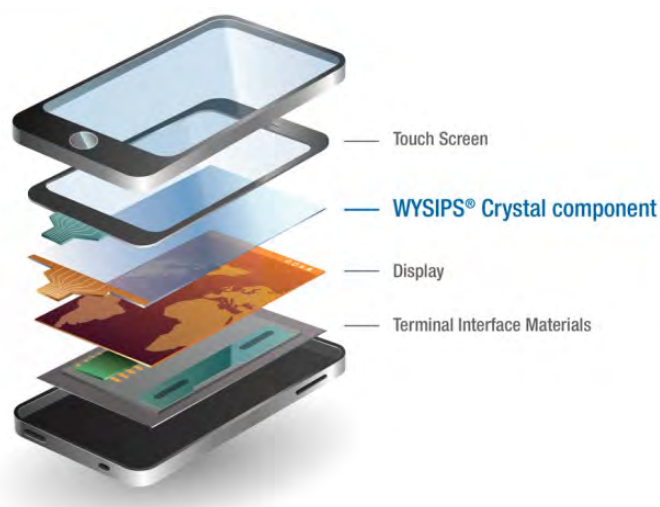 Touch Screen
WYSIPS® Crystal component
Display
Terminal Interface Materials